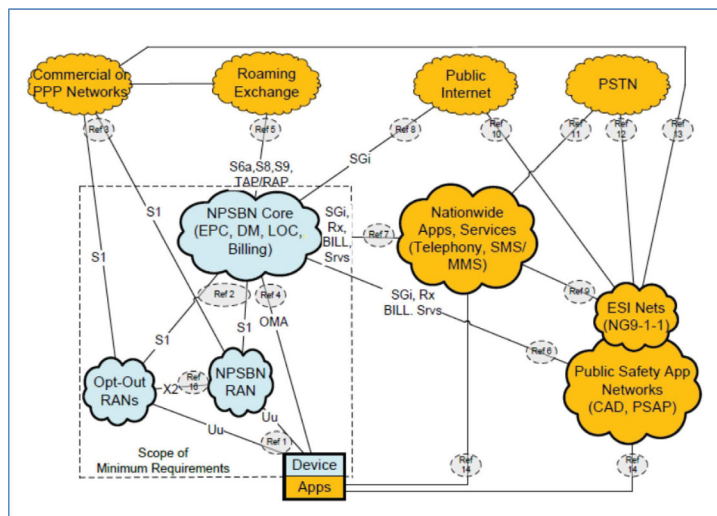 Commercial or
PPP Networks
Roaming
Exchange
Public
Internet
PSTN
Ref 3
Ref 5
Ref 8
Ref
10
Ref
11
Ref
12
Ref
13
S6a,S8,S9,
TAP/RAP
SGi
S1
S1
NPSBN Core
(EPC, DM, LOC,
Billing)
SGi,
Rx,
BILL,
Srvs
Ref 7
Nationwide
Apps, Services
(Telephony, SMS/
MMS)
Ref 2
Ref 4
SGi, Rx
BILL. Srvs
Ref 9
ESI Nets
(NG9-1-1)
S1
S1
OMA
Ref 6
Opt-Out
RANs
X2
Ref
16
NPSBN
RAN
Public Safety App
Networks
(CAD, PSAP)
Uu
Uu
Ref 1
Scope of
Minimum Requirements
Device
Apps
Ref
14
Ref
14